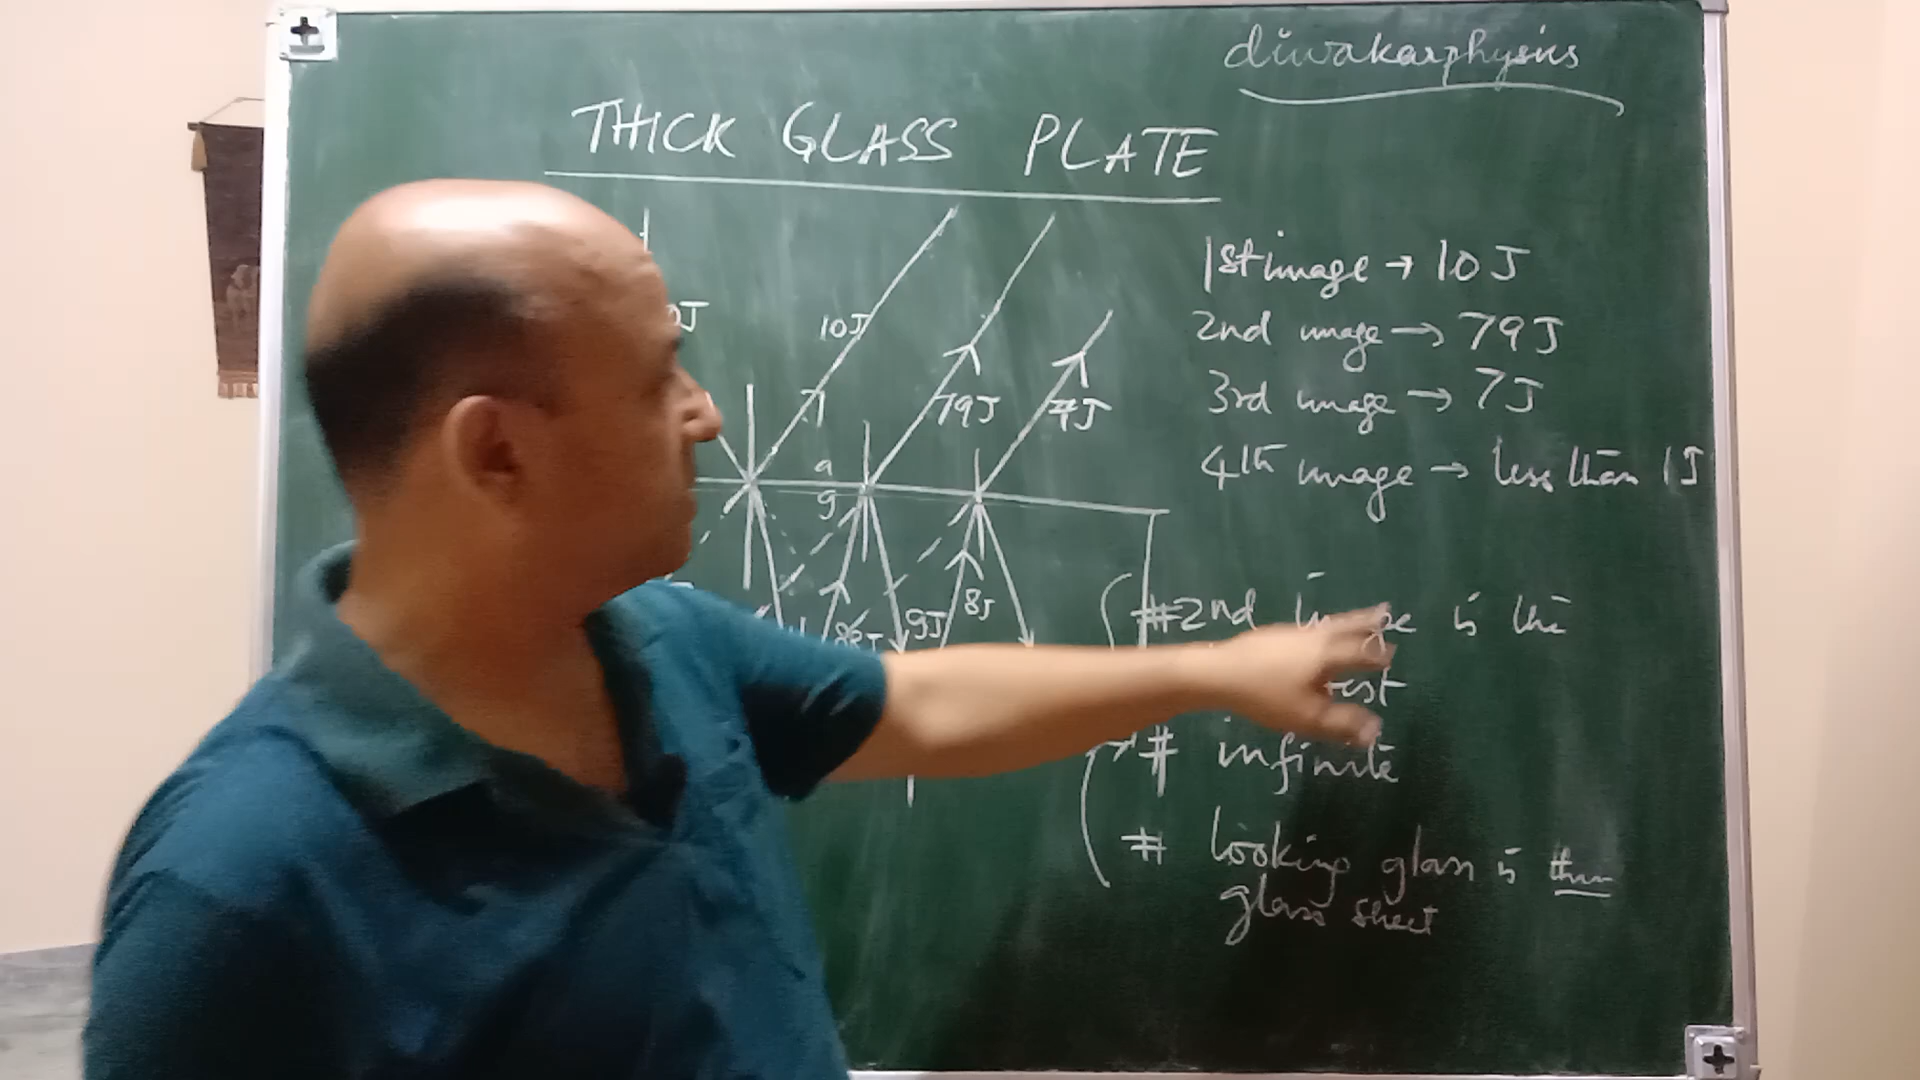 diwakarphysics
THICK GLASS PLATE
1st image → 10 J
2nd image → 79 J
3rd image → 7 J
4th image → less than 1 J
10J
79J
7J
a
g
8J
9J
#2nd image is the
# infinite
# looking glass is thin
glass sheet